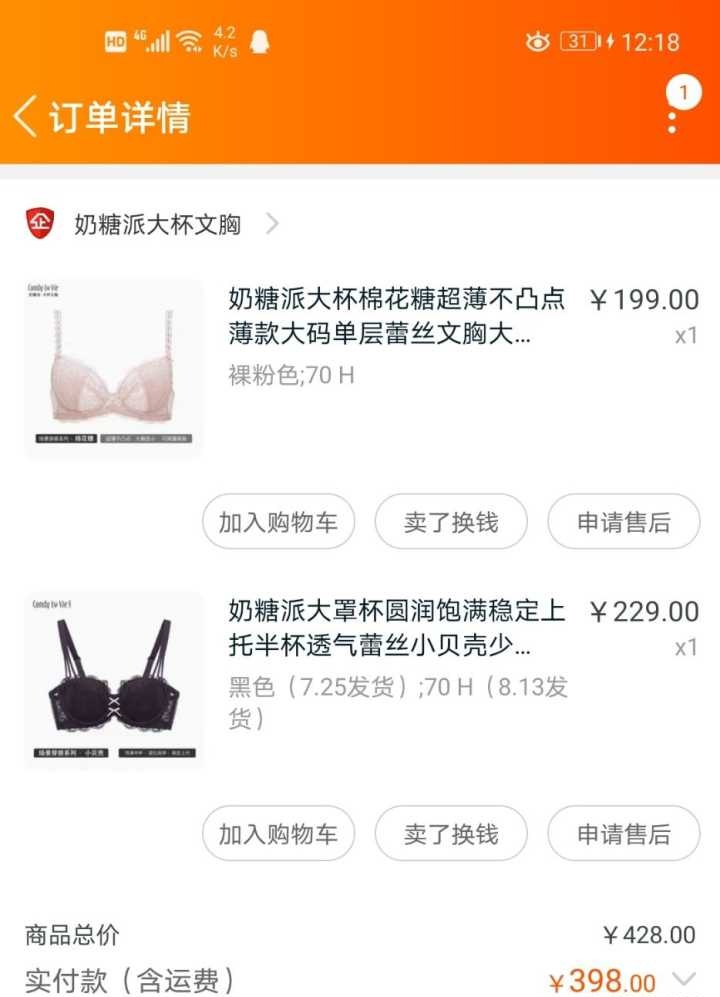 HD 4G 4.2 K/s 31 12:18
订单详情
1
企 奶糖派大杯文胸
奶糖派大杯棉花糖超薄不凸点 ￥199.00
薄款大码单层蕾丝文胸大... x1
裸粉色;70 H
加入购物车 卖了换钱 申请售后
奶糖派大罩杯圆润饱满稳定上 ￥229.00
托半杯透气蕾丝小贝壳少... x1
黑色（7.25发货）;70 H（8.13发
货）
加入购物车 卖了换钱 申请售后
商品总价 ￥428.00
实付款（含运费） ￥398.00